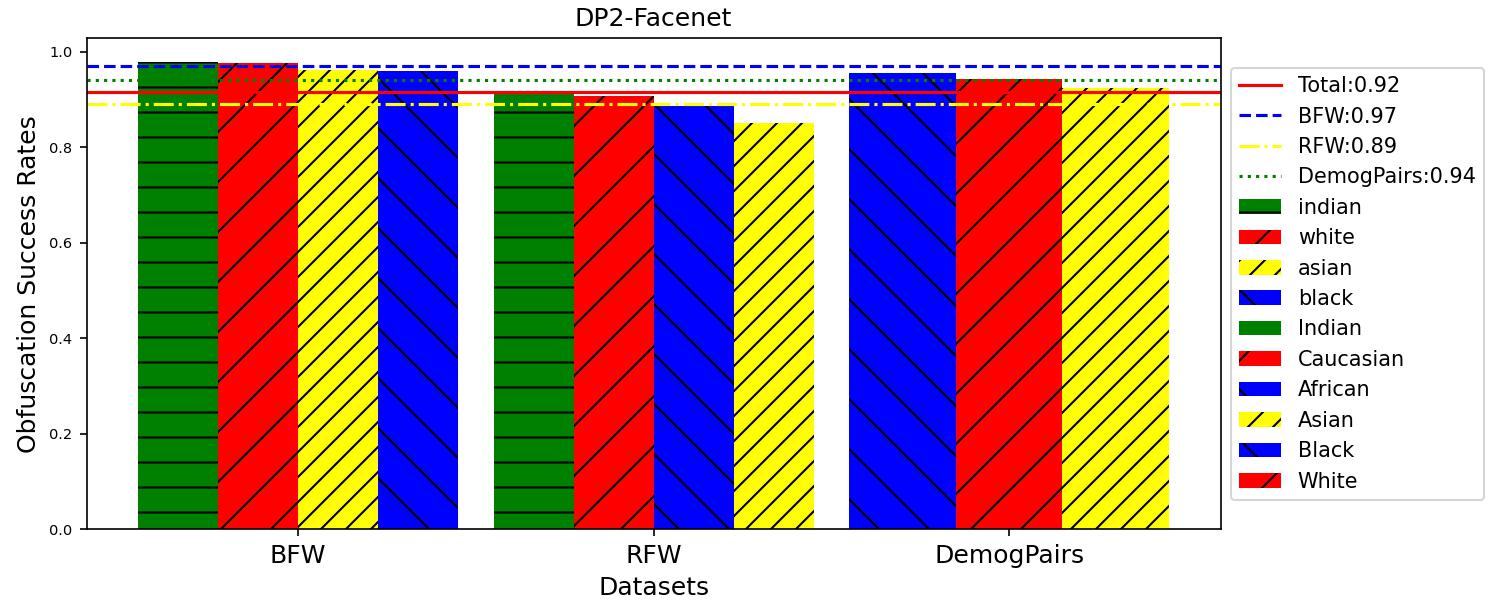 DP2-Facenet
Obfuscation Success Rates
1.0
0.8
0.6
0.4
0.2
0.0
BFW
RFW
DemogPairs
Datasets
Total:0.92
BFW:0.97
RFW:0.89
DemogPairs:0.94
indian
white
asian
black
Indian
Caucasian
African
Asian
Black
White